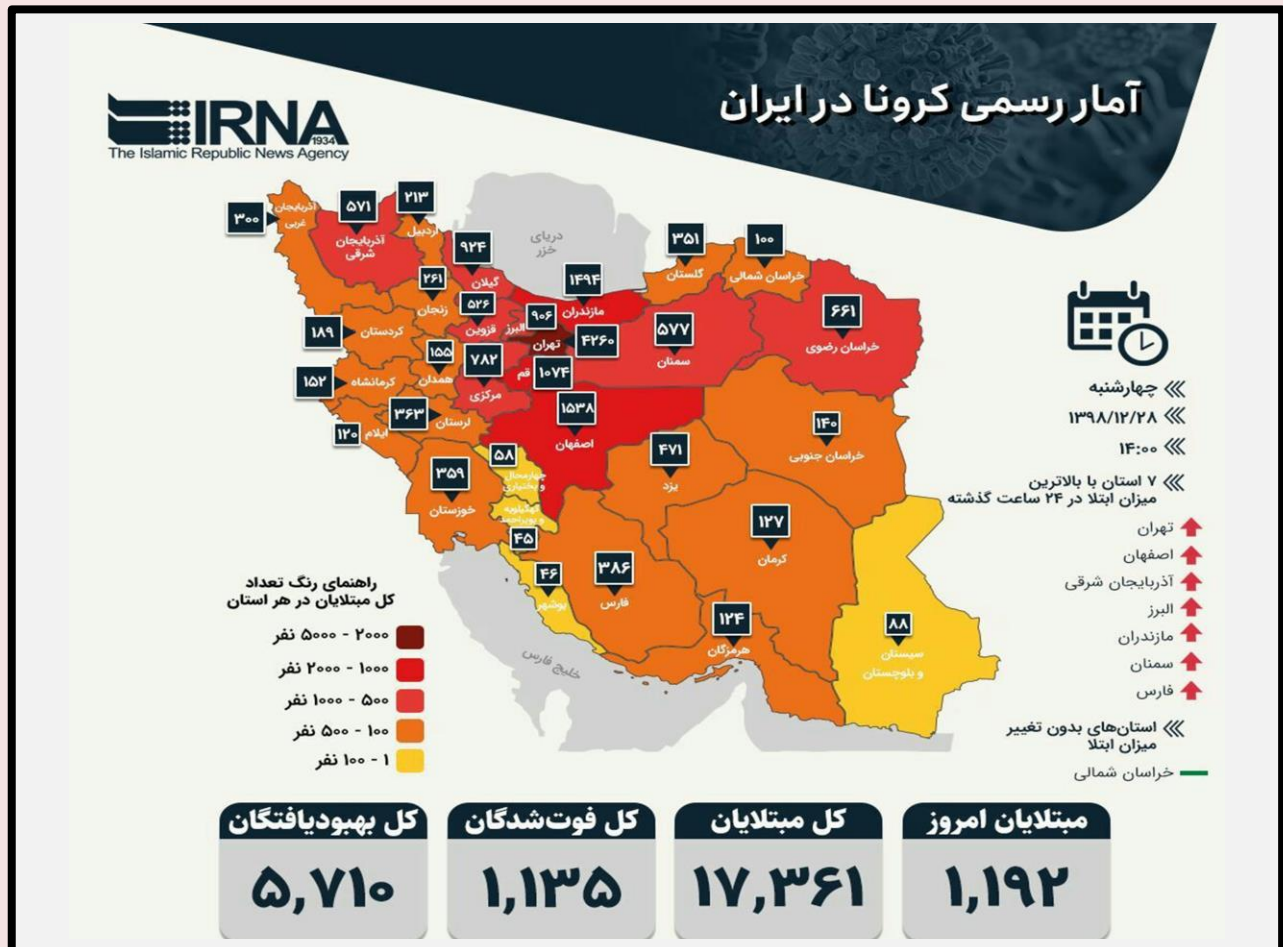 آمار رسمی کرونا در ایران
IRNA
1934
The Islamic Republic News Agency
آذربایجان
غربی
۳۰۰
۵۷۱
آذربایجان
شرقی
۲۱۳
اردبیل
۹۲۴
گیلان
دریای
خزر
۱۴۹۴
مازندران
۳۵۱
گلستان
۱۰۰
خراسان شمالی
۶۶۱
خراسان رضوی
۲۶۱
زنجان
۵۲۶
قزوین
۹۰۶
البرز
تهران
۴۲۶۰
۵۷۷
سمنان
۱۸۹
کردستان
۱۵۵
همدان
۷۸۲
مرکزی
قم
۱۰۷۴
۱۵۲
کرمانشاه
۳۶۳
لرستان
۱۲۰
ایلام
۱۵۳۸
اصفهان
۱۴۰
خراسان جنوبی
۵۸
چهارمحال
و بختیاری
۴۷۱
یزد
۳۵۹
خوزستان
کهگیلویه
و بویراحمد
۴۵
۱۲۷
کرمان
۴۶
بوشهر
۳۸۶
فارس
۱۲۴
هرمزگان
۸۸
سیستان
و بلوچستان
خلیج فارس
چهارشنبه
۱۳۹۸/۱۲/۲۸
۱۴:۰۰
۷ استان با بالاترین
میزان ابتلا در ۲۴ ساعت گذشته
تهران
اصفهان
آذربایجان شرقی
البرز
مازندران
سمنان
فارس
استان‌های بدون تغییر
میزان ابتلا
خراسان شمالی
راهنمای رنگ تعداد
کل مبتلایان در هر استان
۲۰۰۰ - ۵۰۰۰ نفر
۱۰۰۰ - ۲۰۰۰ نفر
۵۰۰ - ۱۰۰۰ نفر
۱۰۰ - ۵۰۰ نفر
۱ - ۱۰۰ نفر
مبتلایان امروز
۱,۱۹۲
کل مبتلایان
۱۷,۳۶۱
کل فوت‌شدگان
۱,۱۳۵
کل بهبودیافتگان
۵,۷۱۰